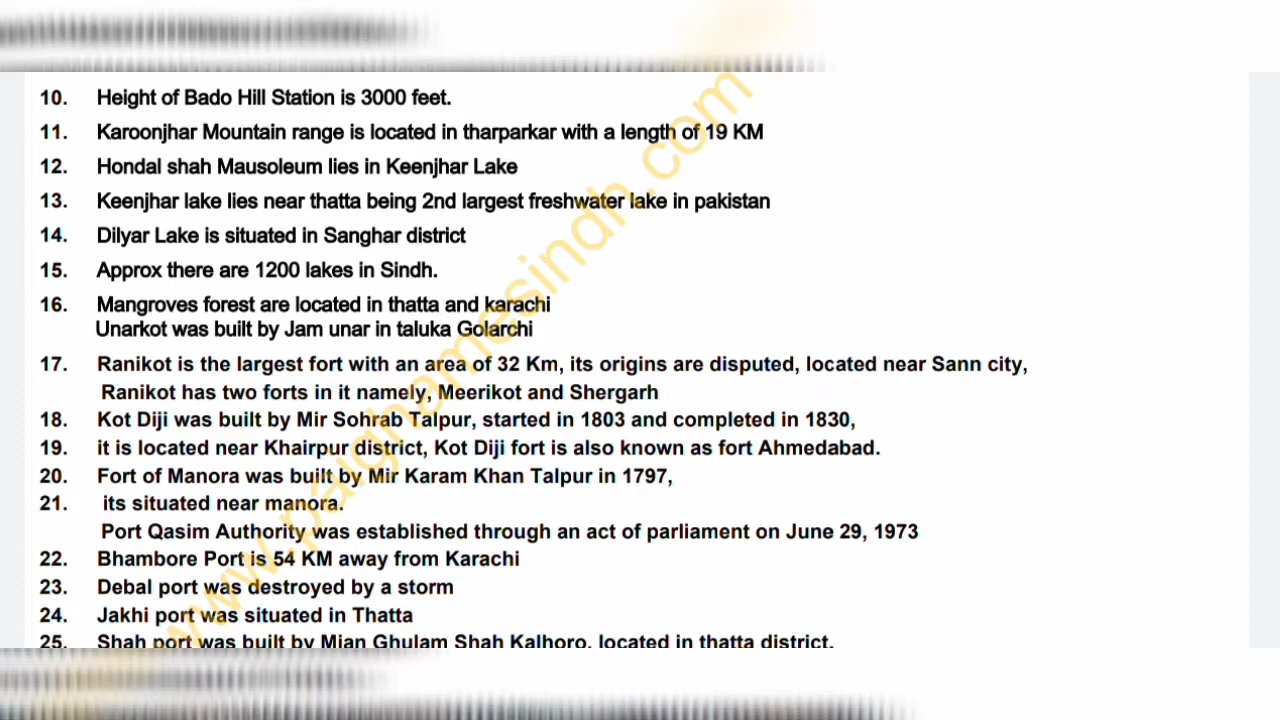 10. Height of Bado Hill Station is 3000 feet.
11. Karoonjhar Mountain range is located in tharparkar with a length of 19 KM
12. Hondal shah Mausoleum lies in Keenjhar Lake
13. Keenjhar lake lies near thatta being 2nd largest freshwater lake in pakistan
14. Dilyar Lake is situated in Sanghar district
15. Approx there are 1200 lakes in Sindh.
16. Mangroves forest are located in thatta and karachi
Unarkot was built by Jam unar in taluka Golarchi
17. Ranikot is the largest fort with an area of 32 Km, its origins are disputed, located near Sann city,
Ranikot has two forts in it namely, Meerikot and Shergarh
18. Kot Diji was built by Mir Sohrab Talpur, started in 1803 and completed in 1830,
19. it is located near Khairpur district, Kot Diji fort is also known as fort Ahmedabad.
20. Fort of Manora was built by Mir Karam Khan Talpur in 1797,
21. its situated near manora.
Port Qasim Authority was established through an act of parliament on June 29, 1973
22. Bhambore Port is 54 KM away from Karachi
23. Debal port was destroyed by a storm
24. Jakhi port was situated in Thatta
25. Shah port was built by Mian Ghulam Shah Kalhoro, located in thatta district.
www.paighamesindh.com